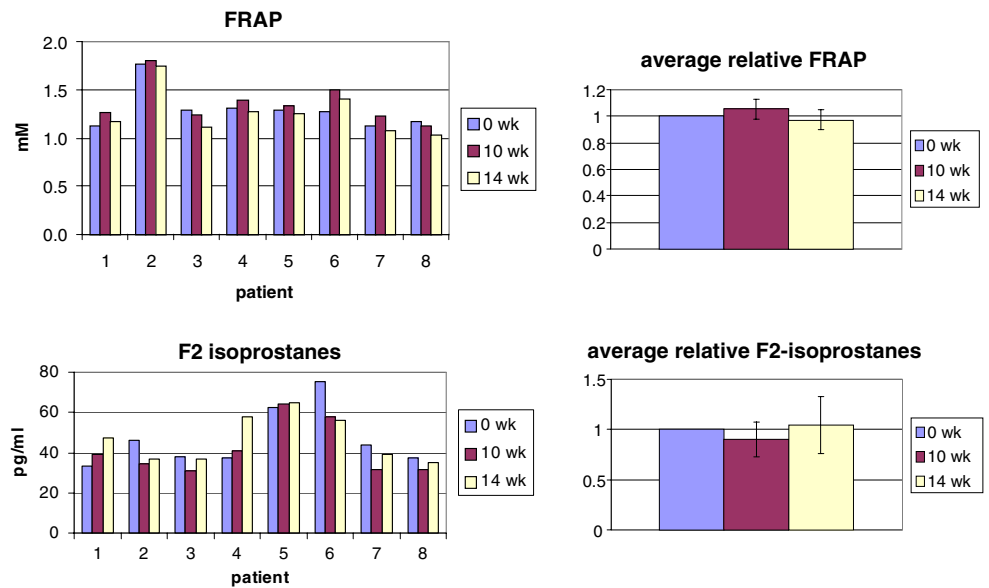 FRAP
2.0
1.5
1.0
0.5
0.0
mM
1 2 3 4 5 6 7 8
patient
0 wk
10 wk
14 wk
average relative FRAP
1.2
1
0.8
0.6
0.4
0.2
0
0 wk
10 wk
14 wk
F2 isoprostanes
80
60
40
20
0
pg/ml
1 2 3 4 5 6 7 8
patient
0 wk
10 wk
14 wk
average relative F2-isoprostanes
1.5
1
0.5
0
0 wk
10 wk
14 wk